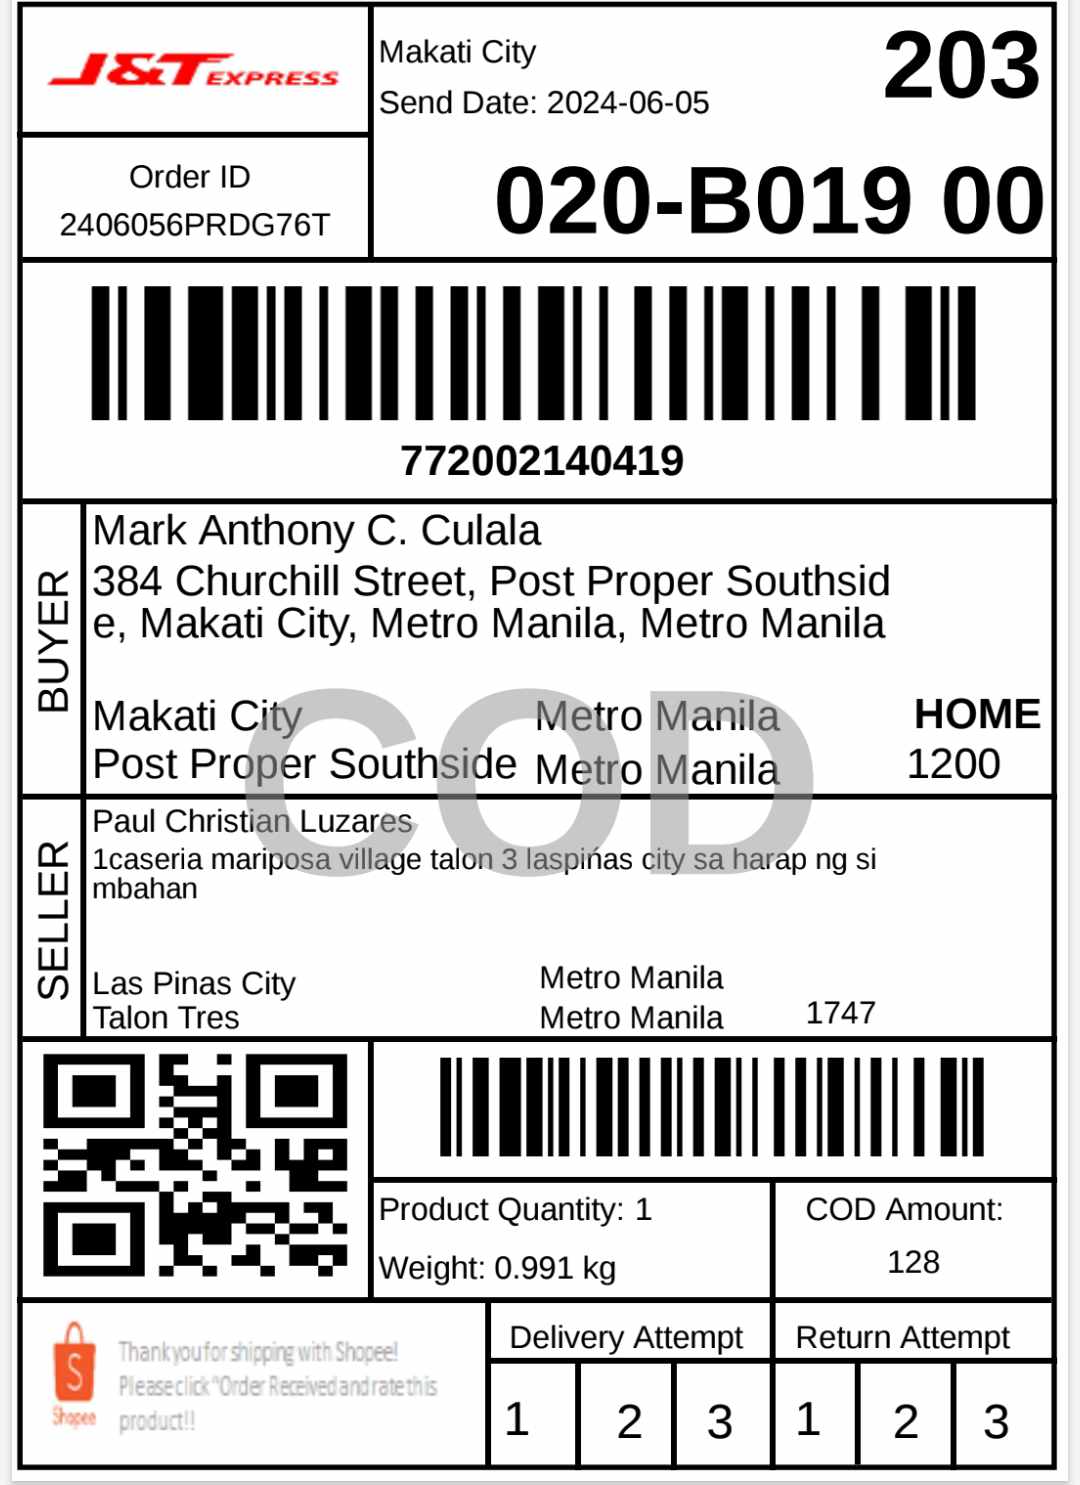 J&T EXPRESS
Makati City
203
Send Date: 2024-06-05
Order ID
2406056PRDG76T
020-B019 00
772002140419
BUYER
Mark Anthony C. Culala
384 Churchill Street, Post Proper Southsid
e, Makati City, Metro Manila, Metro Manila
Makati City Metro Manila HOME
Post Proper Southside Metro Manila 1200
COD
SELLER
Paul Christian Luzares
1caseria mariposa village talon 3 laspińas city sa harap ng si
mbahan
Las Pinas City Metro Manila
Talon Tres Metro Manila 1747
Product Quantity: 1
Weight: 0.991 kg
COD Amount:
128
Shopee
Thank you for shipping with Shopee!
Please click "Order Received and rate this
product!!
Delivery Attempt Return Attempt
1 2 3 1 2 3